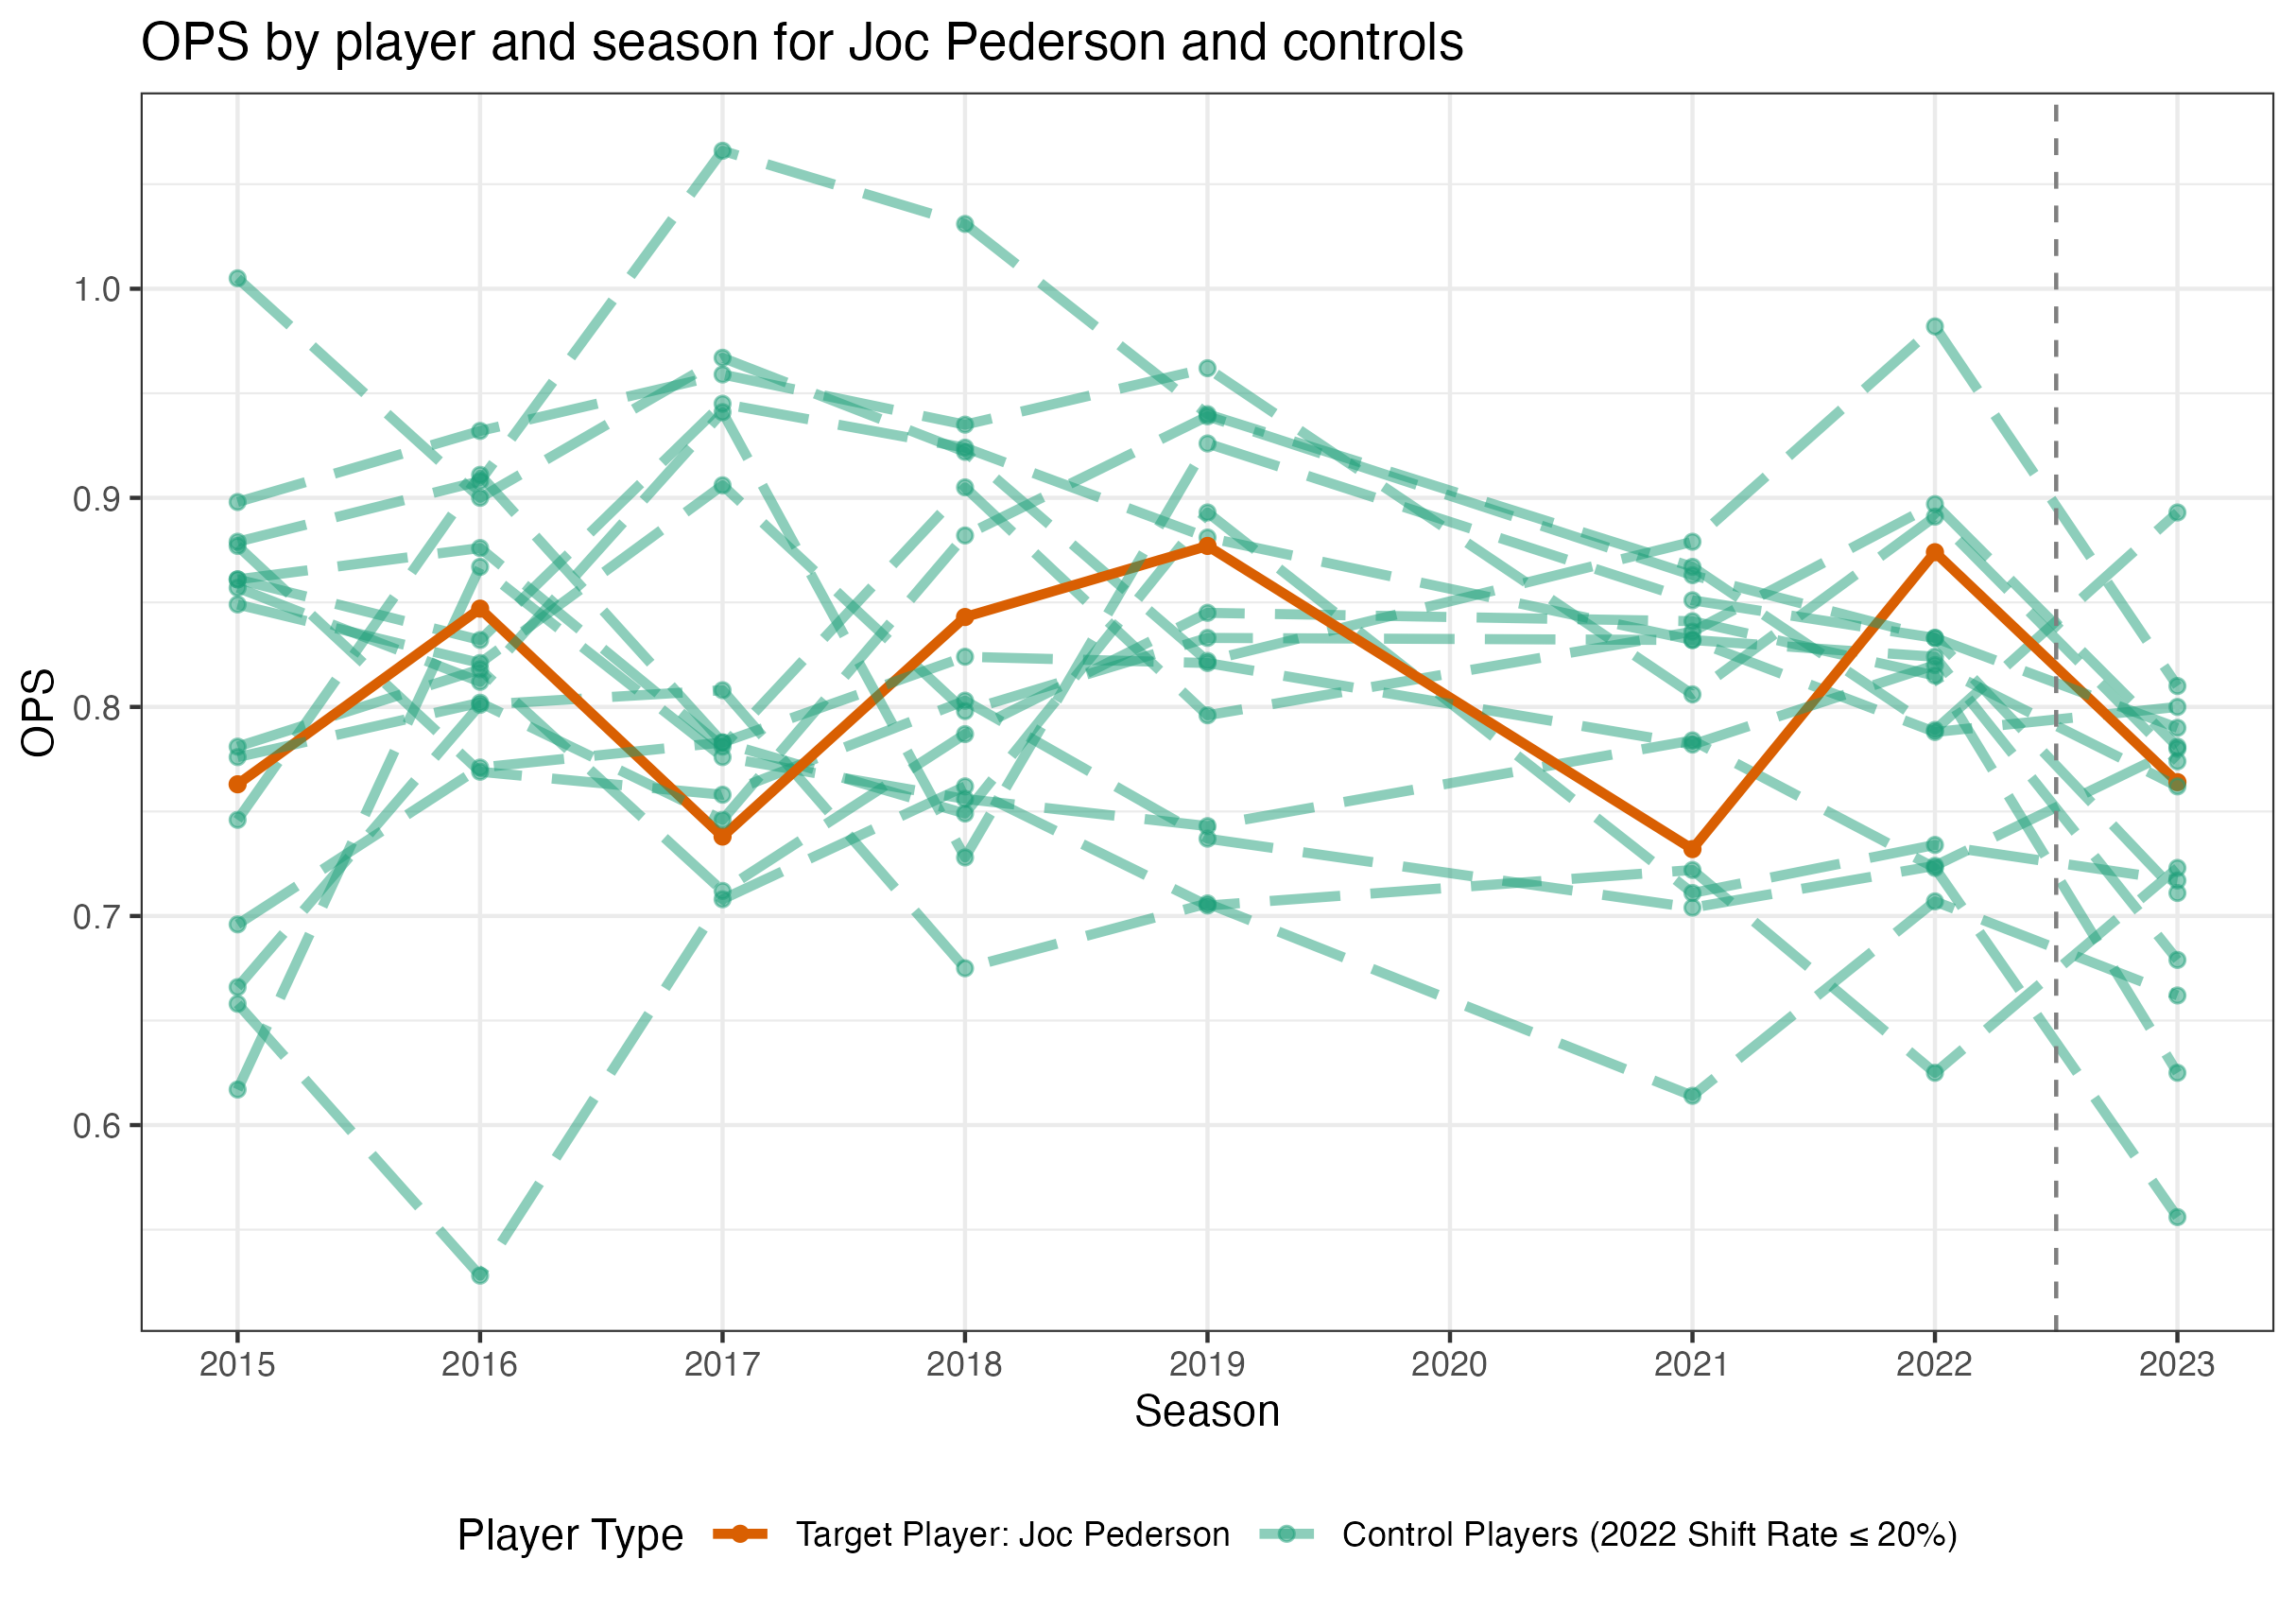 OPS by player and season for Joc Pederson and controls
OPS
1.0
0.9
0.8
0.7
0.6
2015 2016 2017 2018 2019 2020 2021 2022 2023
Season
Player Type Target Player: Joc Pederson Control Players (2022 Shift Rate ≤ 20%)